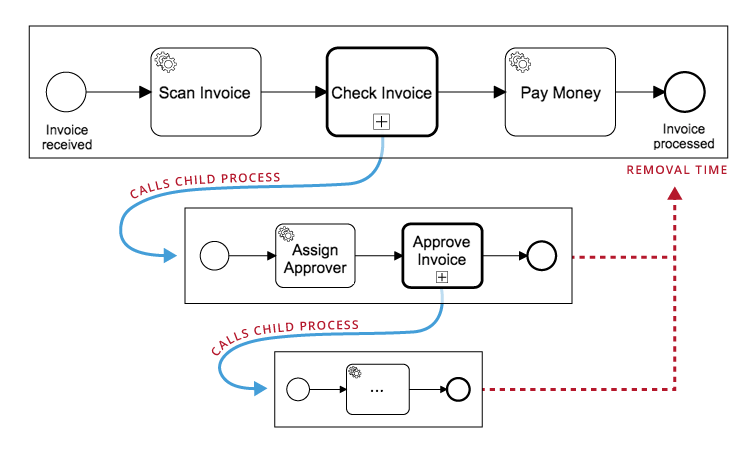 Scan Invoice
Check Invoice
Pay Money
Invoice
received
Invoice
processed
REMOVAL TIME
CALLS CHILD PROCESS
Assign
Approver
Approve
Invoice
CALLS CHILD PROCESS
...